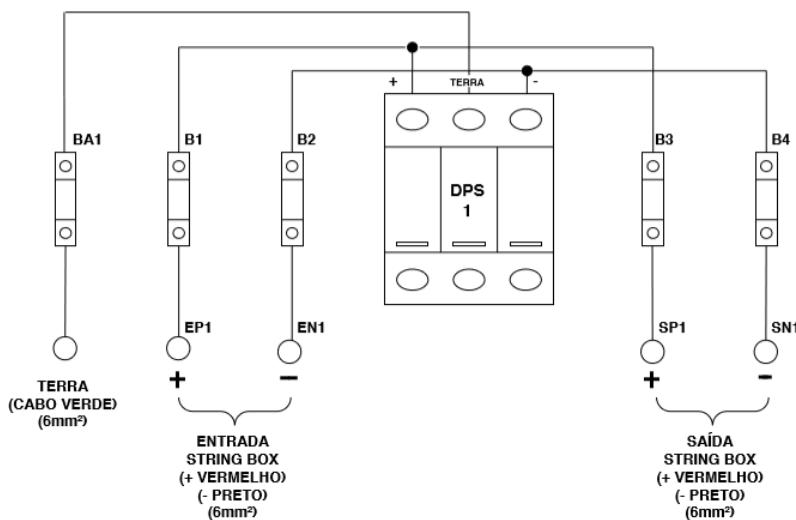 + TERRA -
BA1
B1
B2
B3
B4
DPS
1
EP1
EN1
SP1
SN1
+
−
+
-
TERRA
(CABO VERDE)
(6mm²)
ENTRADA
STRING BOX
(+ VERMELHO)
(- PRETO)
(6mm²)
SAÍDA
STRING BOX
(+ VERMELHO)
(- PRETO)
(6mm²)